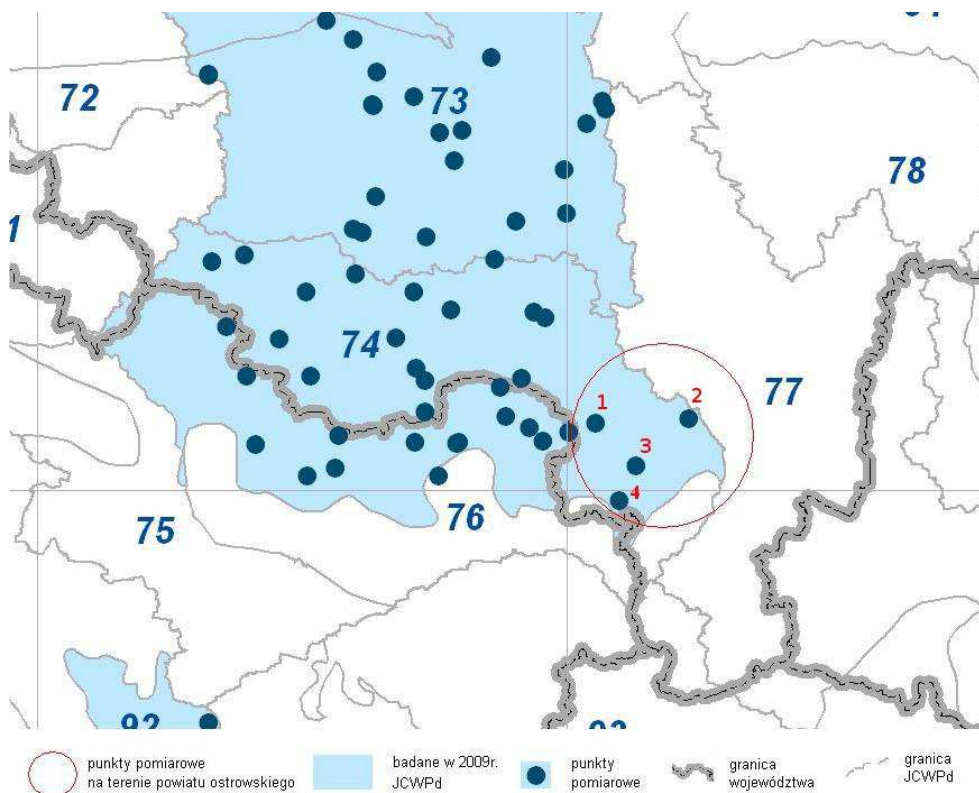 72
73
78
1
74
77
1
2
3
4
75
76
92
punkty pomiarowe
na terenie powiatu ostrowskiego
badane w 2009r.
JCWPd
punkty
pomiarowe
granica
województwa
granica
JCWPd